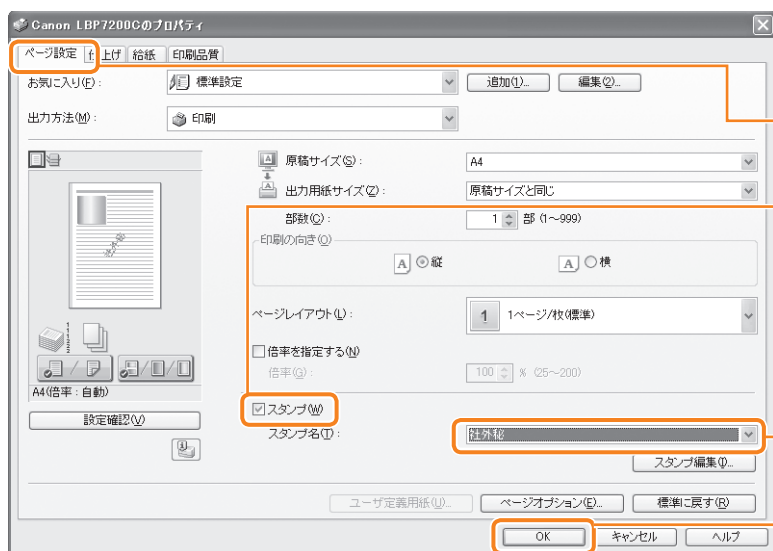 Canon LBP7200Cのプロパティ
ページ設定 仕上げ 給紙 印刷品質
お気に入り(F): 標準設定 追加(1)... 編集(2)...
出力方法(M): 印刷
原稿サイズ(S): A4
出力用紙サイズ(Z): 原稿サイズと同じ
部数(C): 1 部 (1～999)
印刷の向き(O)
A 縦 A 横
ページレイアウト(L): 1 1ページ/枚(標準)
倍率を指定する(N)
倍率(G): 100 % (25～200)
社外秘
A4(倍率:自動)
設定確認(V)
スタンプ(W)
スタンプ名(T): 社外秘
スタンプ編集(I)...
ユーザ定義用紙(U)... ページオプション(E)... 標準に戻す(R)
OK キャンセル ヘルプ